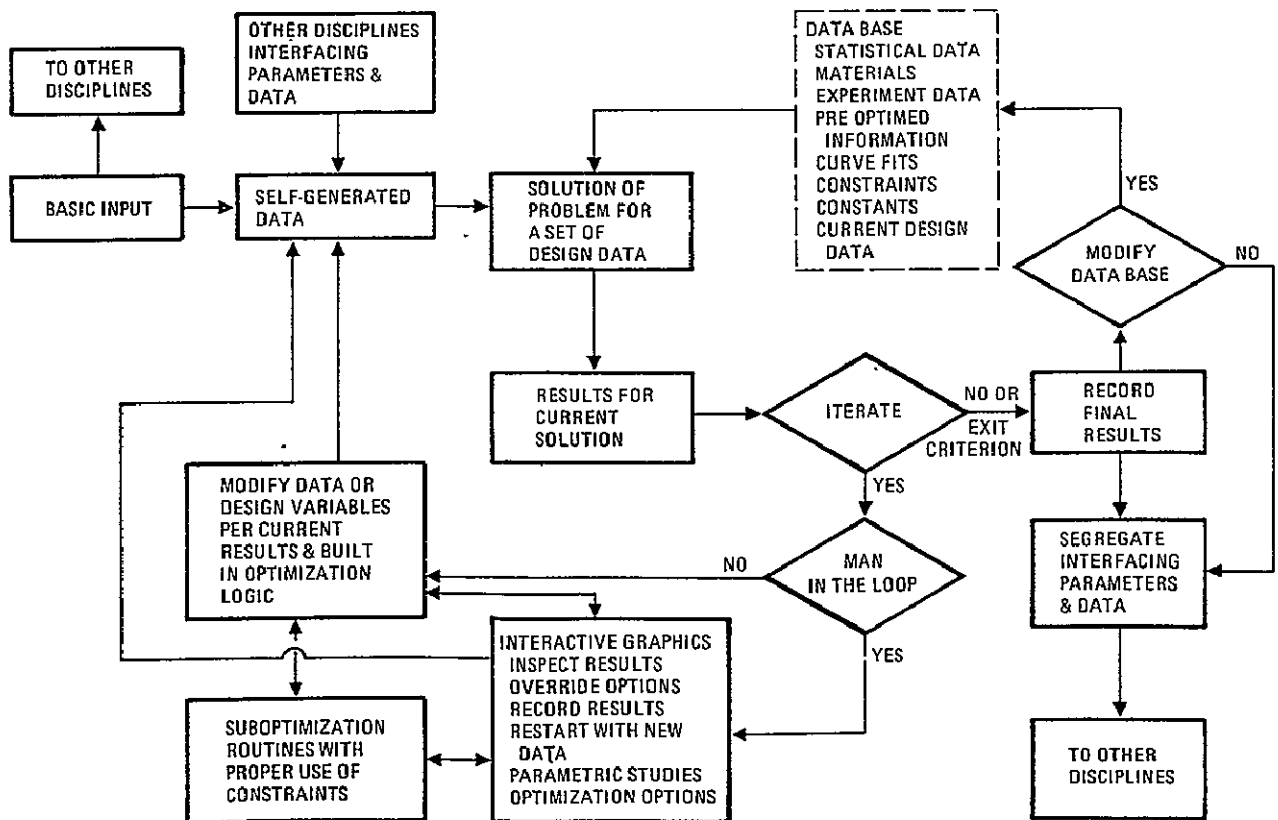 TO OTHER
DISCIPLINES
OTHER DISCIPLINES
INTERFACING
PARAMETERS &
DATA
DATA BASE
STATISTICAL DATA
MATERIALS
EXPERIMENT DATA
PRE OPTIMED
INFORMATION
CURVE FITS
CONSTRAINTS
CONSTANTS
CURRENT DESIGN
DATA
BASIC INPUT
SELF-GENERATED
DATA
SOLUTION OF
PROBLEM FOR
A SET OF
DESIGN DATA
YES
MODIFY
DATA BASE
NO
RESULTS FOR
CURRENT
SOLUTION
ITERATE
NO OR
EXIT
CRITERION
RECORD
FINAL
RESULTS
YES
MODIFY DATA OR
DESIGN VARIABLES
PER CURRENT
RESULTS & BUILT
IN OPTIMIZATION
LOGIC
NO
MAN
IN THE LOOP
YES
SEGREGATE
INTERFACING
PARAMETERS
& DATA
INTERACTIVE GRAPHICS
INSPECT RESULTS
OVERRIDE OPTIONS
RECORD RESULTS
RESTART WITH NEW
DATA
PARAMETRIC STUDIES
OPTIMIZATION OPTIONS
SUBOPTIMIZATION
ROUTINES WITH
PROPER USE OF
CONSTRAINTS
TO OTHER
DISCIPLINES